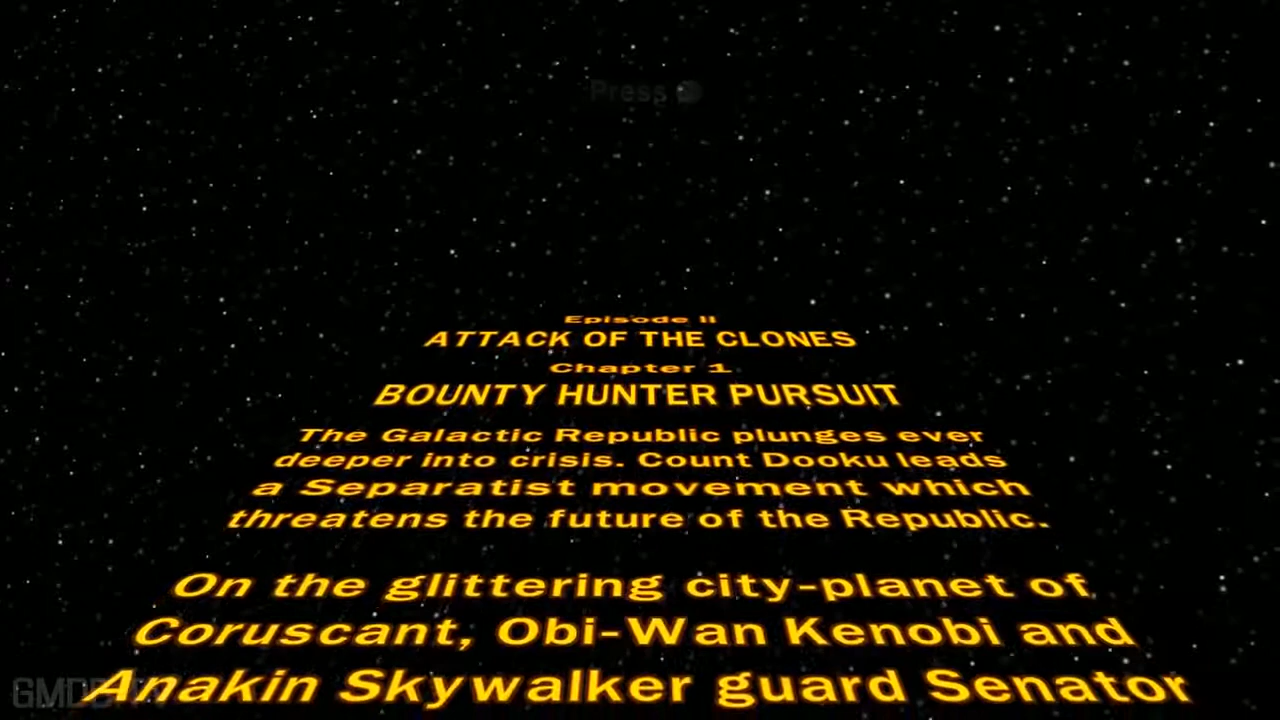 Press
Episode II
ATTACK OF THE CLONES
Chapter 1
BOUNTY HUNTER PURSUIT
The Galactic Republic plunges ever
deeper into crisis. Count Dooku leads
a Separatist movement which
threatens the future of the Republic.
On the glittering city-planet of
Coruscant, Obi-Wan Kenobi and
Anakin Skywalker guard Senator